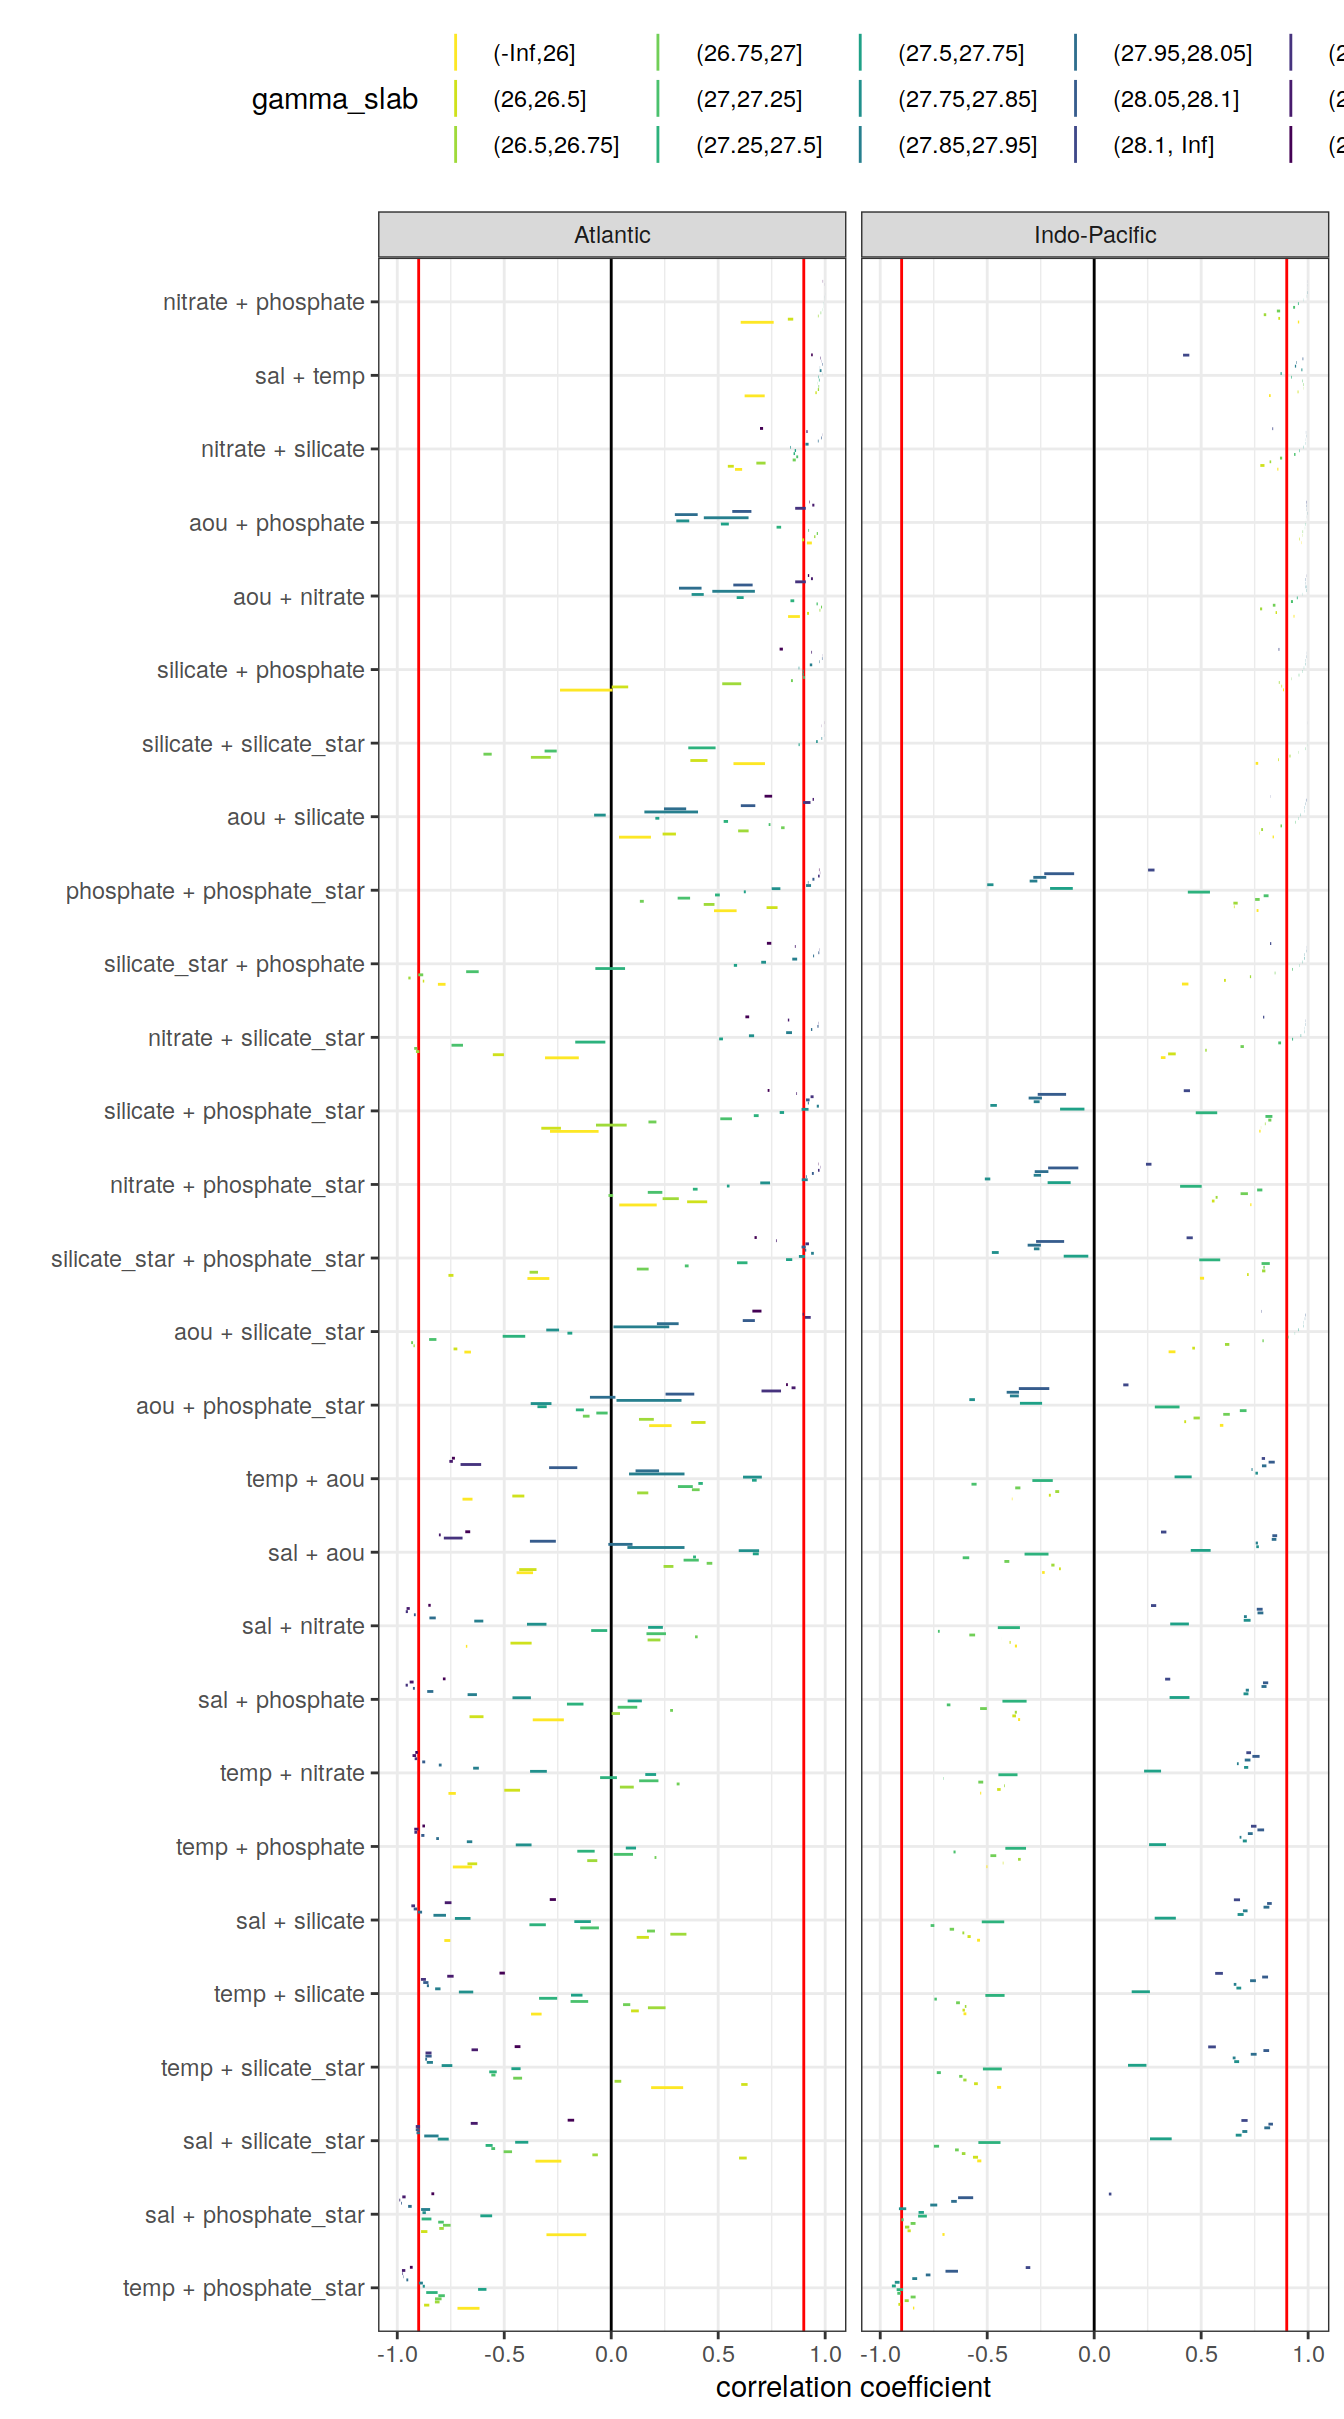 (-Inf,26] (26.75,27] (27.5,27.75] (27.95,28.05]
gamma_slab (26,26.5] (27,27.25] (27.75,27.85] (28.05,28.1]
(26.5,26.75] (27.25,27.5] (27.85,27.95] (28.1, Inf]
Atlantic Indo-Pacific
nitrate + phosphate
sal + temp
nitrate + silicate
aou + phosphate
aou + nitrate
silicate + phosphate
silicate + silicate_star
aou + silicate
phosphate + phosphate_star
silicate_star + phosphate
nitrate + silicate_star
silicate + phosphate_star
nitrate + phosphate_star
silicate_star + phosphate_star
aou + silicate_star
aou + phosphate_star
temp + aou
sal + aou
sal + nitrate
sal + phosphate
temp + nitrate
temp + phosphate
sal + silicate
temp + silicate
temp + silicate_star
sal + silicate_star
sal + phosphate_star
temp + phosphate_star
-1.0 -0.5 0.0 0.5 1.0 -1.0 -0.5 0.0 0.5 1.0
correlation coefficient